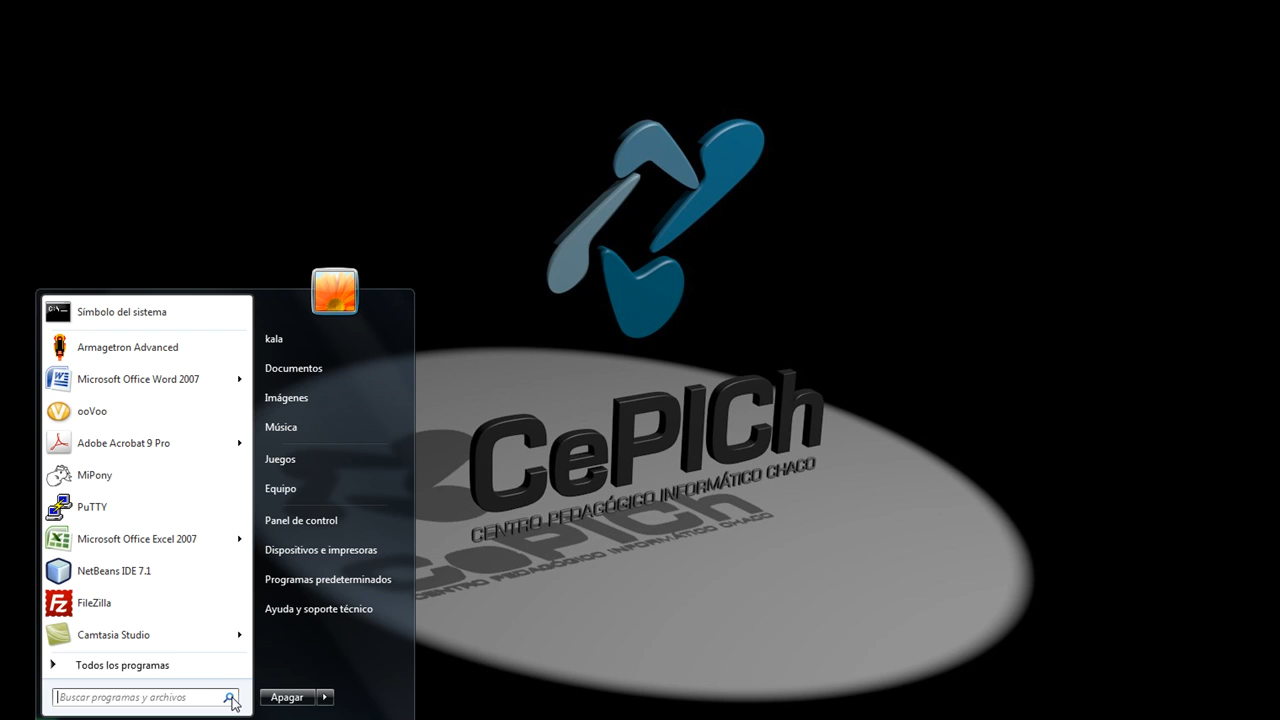 Símbolo del sistema
Armagetron Advanced
Microsoft Office Word 2007
ooVoo
Adobe Acrobat 9 Pro
MiPony
PuTTY
Microsoft Office Excel 2007
NetBeans IDE 7.1
FileZilla
Camtasia Studio
Todos los programas
Buscar programas y archivos
kala
Documentos
Imágenes
Música
Juegos
Equipo
Panel de control
Dispositivos e impresoras
Programas predeterminados
Ayuda y soporte técnico
Apagar
CePICh
CENTRO PEDAGÓGICO INFORMÁTICO CHACO